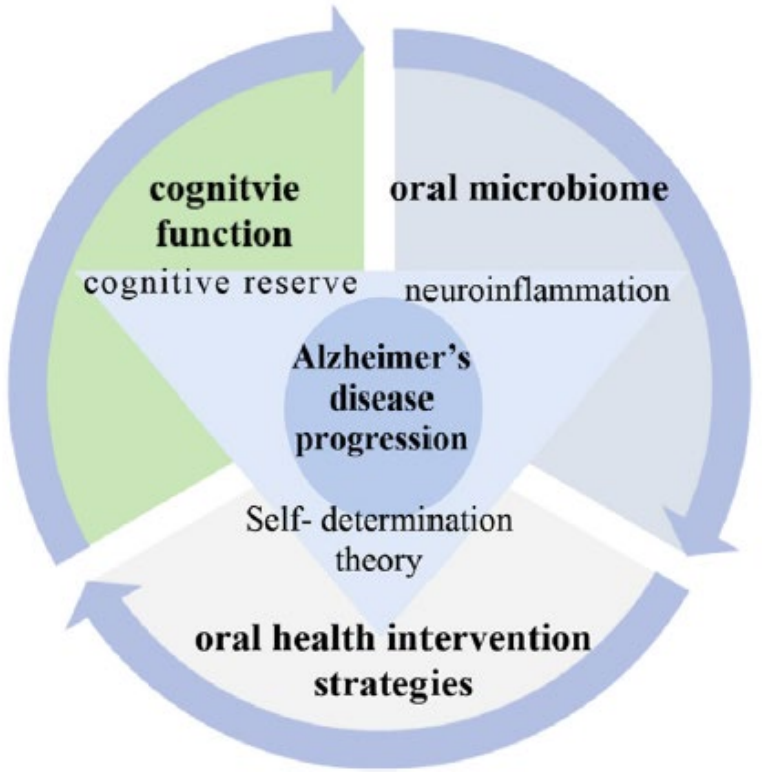 cognitvie
function
cognitive reserve
oral microbiome
neuroinflammation
Alzheimer's
disease
progression
Self- determination
theory
oral health intervention
strategies